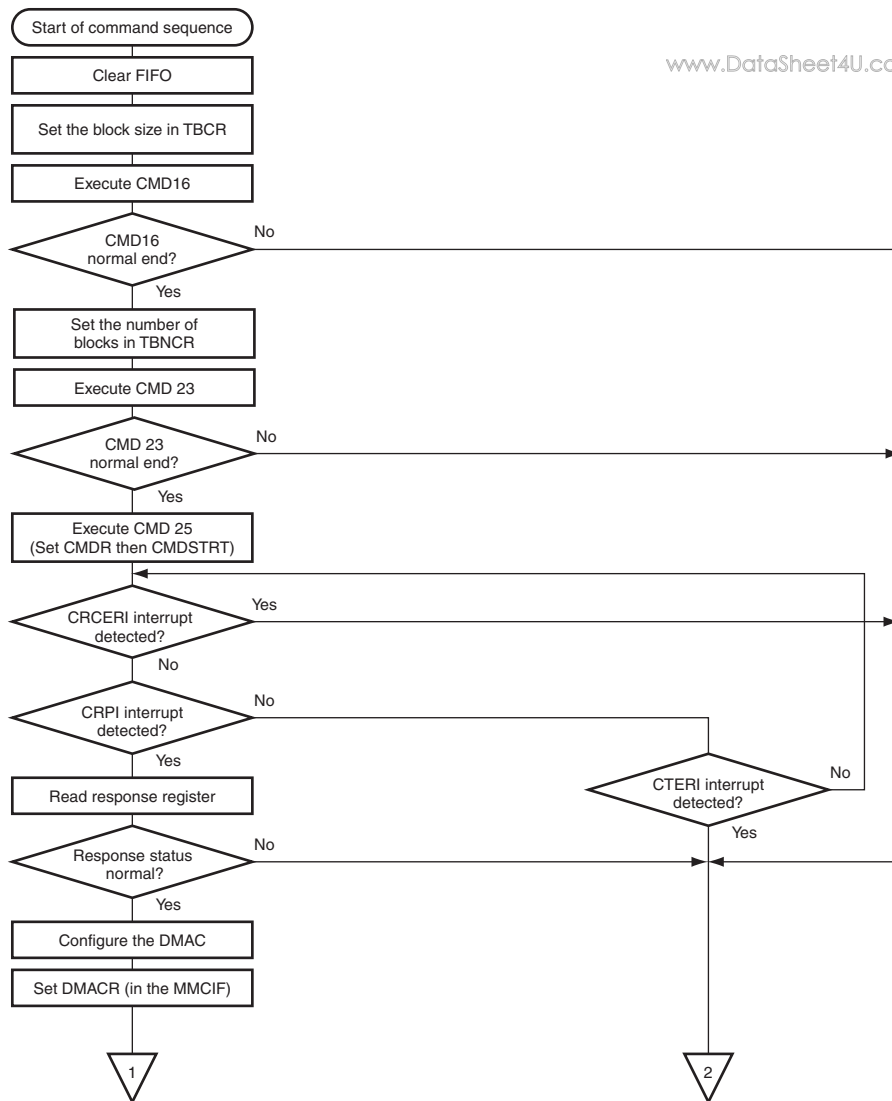 Start of command sequence
www.DataSheet4U.co
Clear FIFO
Set the block size in TBCR
Execute CMD16
CMD16
normal end?
No
Yes
Set the number of
blocks in TBNCR
Execute CMD 23
CMD 23
normal end?
No
Yes
Execute CMD 25
(Set CMDR then CMDSTRT)
CRCERI interrupt
detected?
Yes
No
CRPI interrupt
detected?
No
Yes
CTERI interrupt
detected?
No
Yes
Read response register
Response status
normal?
No
Yes
Configure the DMAC
Set DMACR (in the MMCIF)
1
2